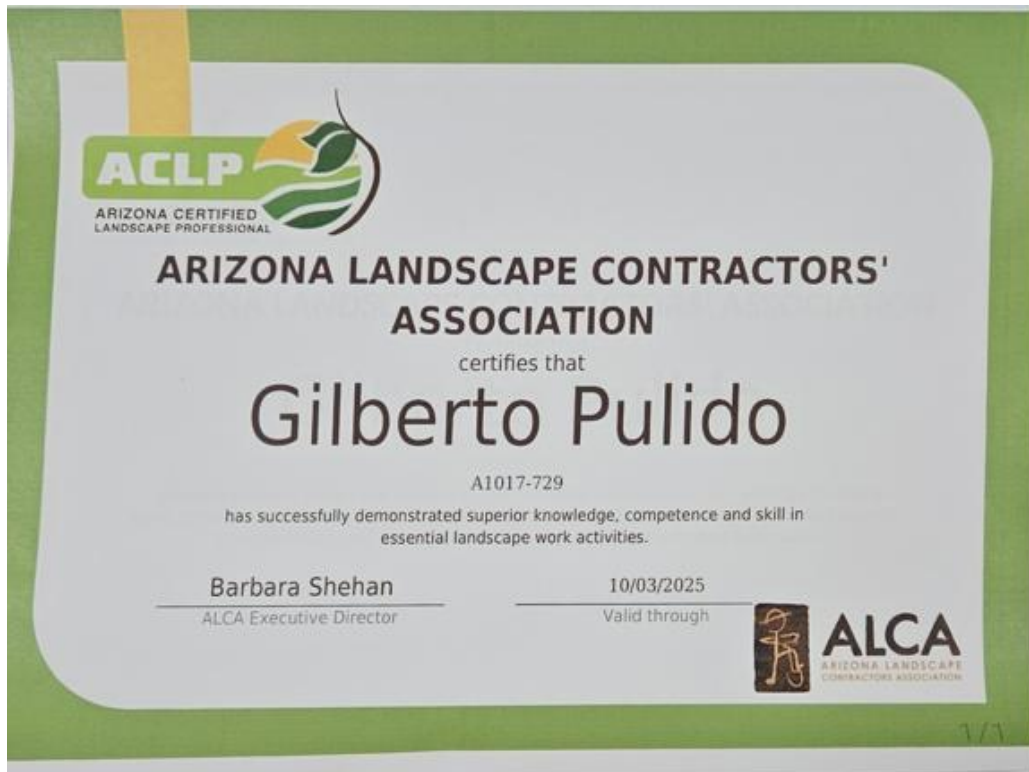 ACLP
ARIZONA CERTIFIED
LANDSCAPE PROFESSIONAL
ARIZONA LANDSCAPE CONTRACTORS'
ASSOCIATION
certifies that
Gilberto Pulido
A1017-729
has successfully demonstrated superior knowledge, competence and skill in
essential landscape work activities.
Barbara Shehan
ALCA Executive Director
10/03/2025
Valid through
ALCA
ARIZONA LANDSCAPE
CONTRACTORS ASSOCIATION